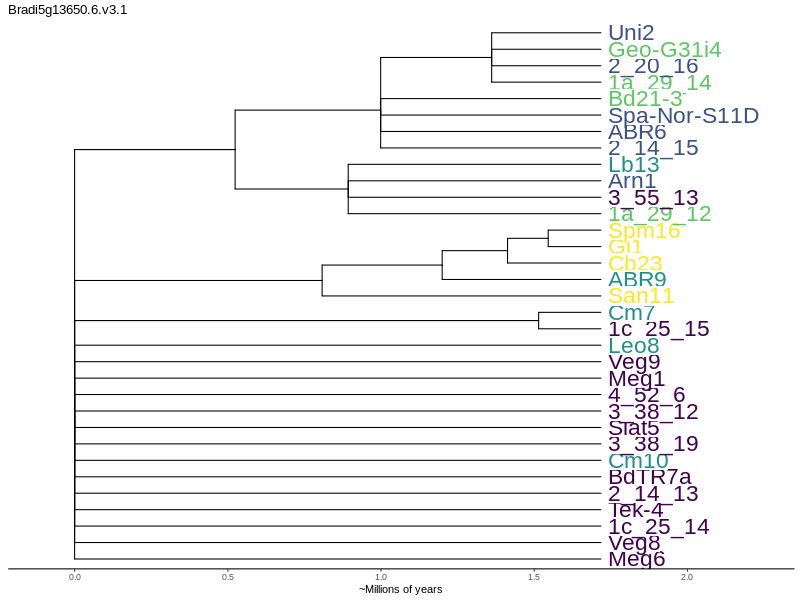 Bradi5g13650.6.v3.1
Uni2
Geo-G31i4
2_20_16
1a_29_14
Bd21-3
Spa-Nor-S11D
ABR6
2_14_15
Lb13
Arn1
3_55_13
1a_29_12
Spm16
Gi1
Cb23
ABR9
San11
Cm7
1c_25_15
Leo8
Veg9
Meg1
4_52_6
3_38_12
Slat5
3_38_19
Cm10
BdTR7a
2_14_13
Tek-4
1c_25_14
Veg8
Meg6
0.0 0.5 1.0 1.5 2.0
~Millions of years